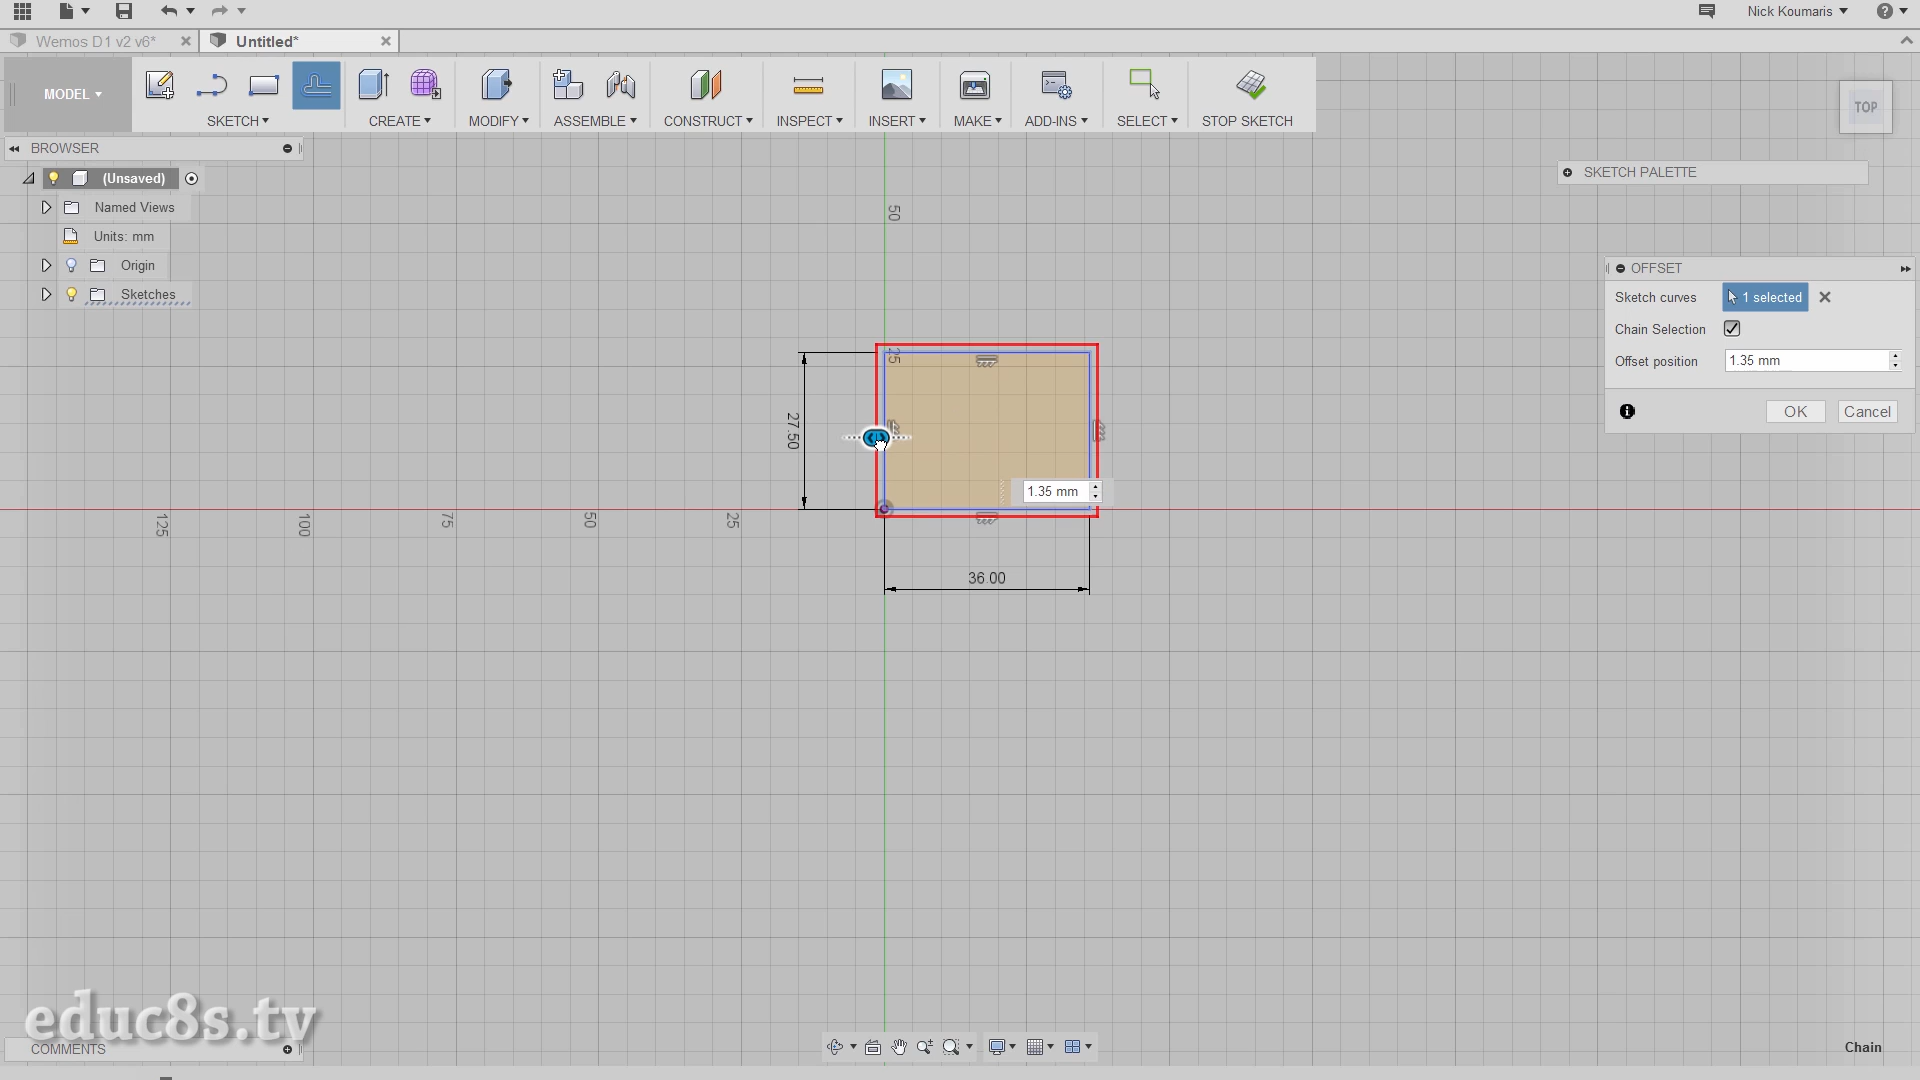 Nick Koumaris
Wemos D1 v2 v6*
Untitled*
MODEL
SKETCH
CREATE
MODIFY
ASSEMBLE
CONSTRUCT
INSPECT
INSERT
MAKE
ADD-INS
SELECT
STOP SKETCH
TOP
BROWSER
(Unsaved)
Named Views
Units: mm
Origin
Sketches
SKETCH PALETTE
OFFSET
Sketch curves
1 selected
Chain Selection
Offset position
1.35 mm
OK
Cancel
50
25
27.50
1.35 mm
125
100
75
50
25
36.00
educ8s.tv
COMMENTS
Chain